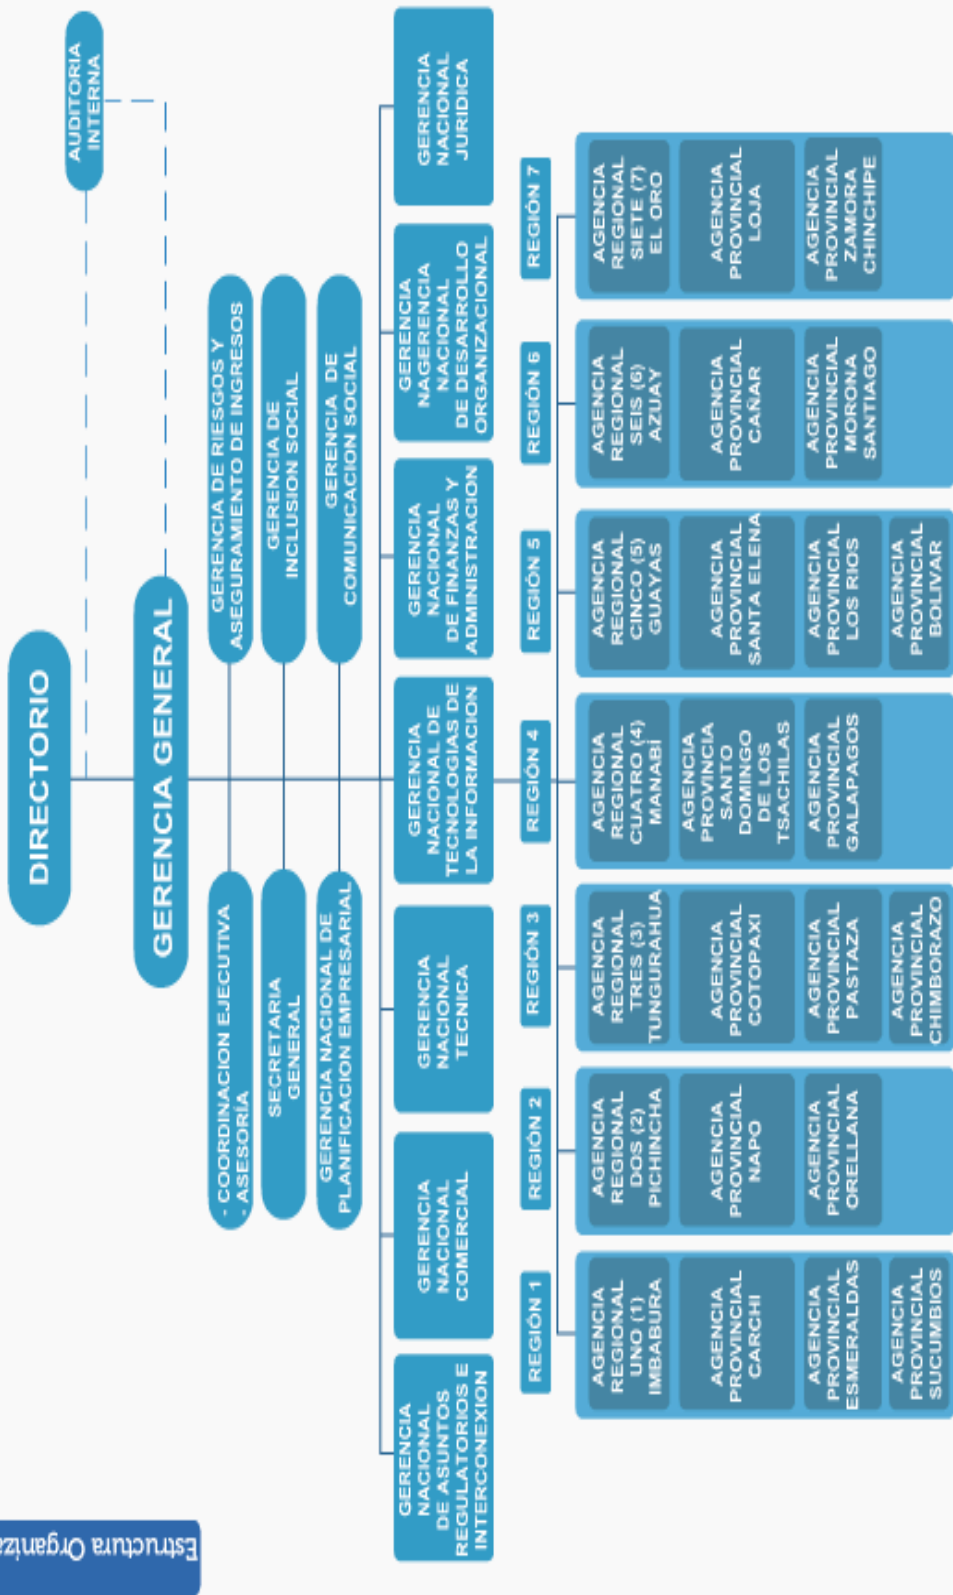 Estructura Organiza
DIRECTORIO
AUDITORIA
INTERNA
GERENCIA GENERAL
- COORDINACION EJECUTIVA
- ASESORÍA
GERENCIA DE RIESGOS Y
ASEGURAMIENTO DE INGRESOS
SECRETARIA
GENERAL
GERENCIA DE
INCLUSION SOCIAL
GERENCIA NACIONAL DE
PLANIFICACION EMPRESARIAL
GERENCIA DE
COMUNICACION SOCIAL
GERENCIA
NACIONAL
DE ASUNTOS
REGULATORIOS E
INTERCONEXION
GERENCIA
NACIONAL
COMERCIAL
GERENCIA
NACIONAL
TECNICA
GERENCIA
NACIONAL DE
TECNOLOGIAS DE
LA INFORMACION
GERENCIA
NACIONAL
DE FINANZAS Y
ADMINISTRACION
GERENCIA
NAGERENCIA
NACIONAL
DE DESARROLLO
ORGANIZACIONAL
GERENCIA
NACIONAL
JURIDICA
REGIÓN 1
AGENCIA
REGIONAL
UNO (1)
IMBABURA
AGENCIA
PROVINCIAL
CARCHI
AGENCIA
PROVINCIAL
ESMERALDAS
AGENCIA
PROVINCIAL
SUCUMBIOS
REGIÓN 2
AGENCIA
REGIONAL
DOS (2)
PICHINCHA
AGENCIA
PROVINCIAL
NAPO
AGENCIA
PROVINCIAL
ORELLANA
REGIÓN 3
AGENCIA
REGIONAL
TRES (3)
TUNGURAHUA
AGENCIA
PROVINCIAL
COTOPAXI
AGENCIA
PROVINCIAL
PASTAZA
AGENCIA
PROVINCIAL
CHIMBORAZO
REGIÓN 4
AGENCIA
REGIONAL
CUATRO (4)
MANABÍ
AGENCIA
PROVINCIA
SANTO
DOMINGO
DE LOS
TSACHILAS
AGENCIA
PROVINCIAL
GALAPAGOS
REGIÓN 5
AGENCIA
REGIONAL
CINCO (5)
GUAYAS
AGENCIA
PROVINCIAL
SANTA ELENA
AGENCIA
PROVINCIAL
LOS RIOS
AGENCIA
PROVINCIAL
BOLIVAR
REGIÓN 6
AGENCIA
REGIONAL
SEIS (6)
AZUAY
AGENCIA
PROVINCIAL
CAÑAR
AGENCIA
PROVINCIAL
MORONA
SANTIAGO
REGIÓN 7
AGENCIA
REGIONAL
SIETE (7)
EL ORO
AGENCIA
PROVINCIAL
LOJA
AGENCIA
PROVINCIAL
ZAMORA
CHINCHIPE